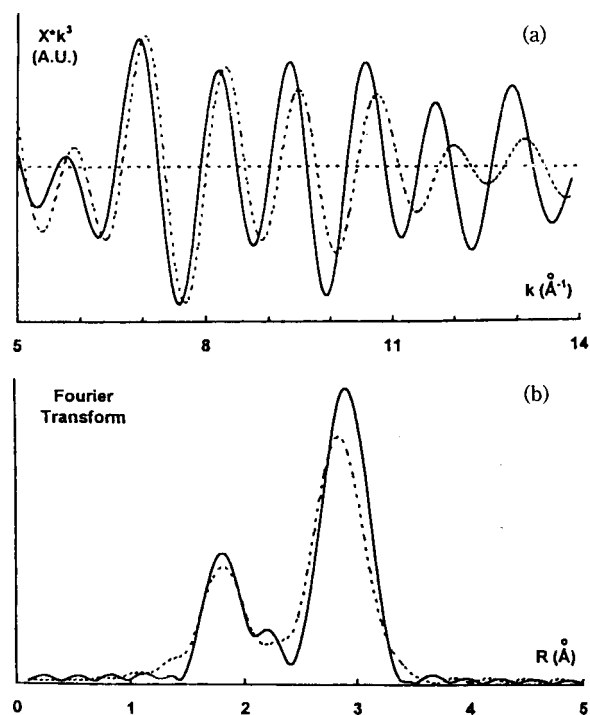 X*k³ (a)
(A.U.)
k (Å⁻¹)
5 8 11 14
Fourier (b)
Transform
R (Å)
0 1 2 3 4 5